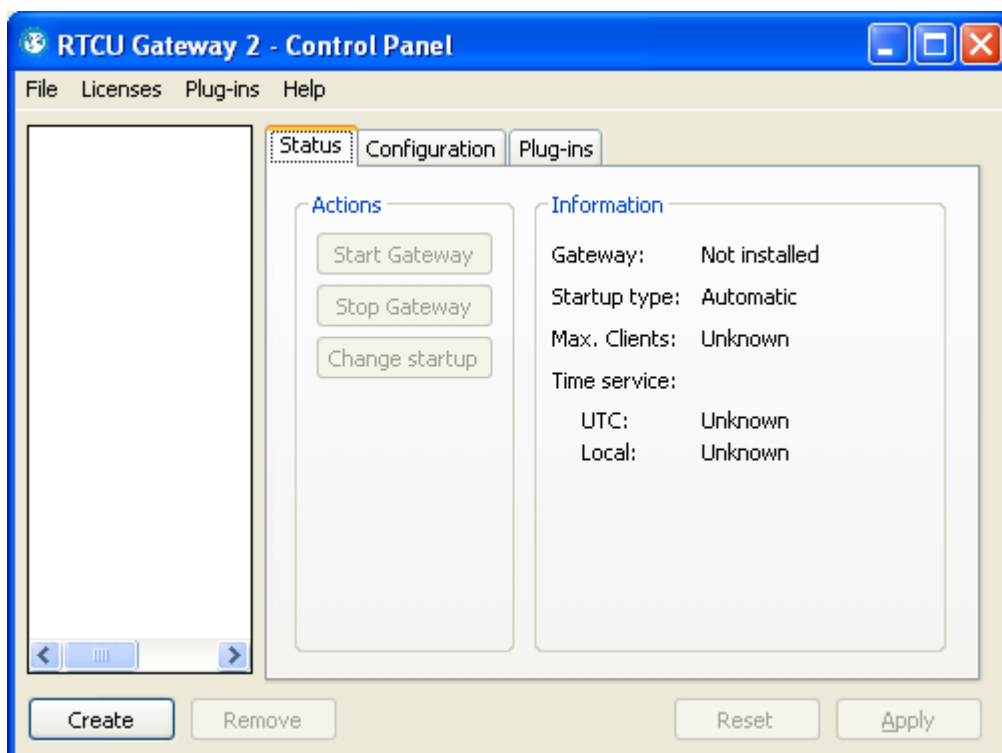 RTCU Gateway 2 - Control Panel
File Licenses Plug-ins Help
Status Configuration Plug-ins
Actions
Start Gateway
Stop Gateway
Change startup
Information
Gateway: Not installed
Startup type: Automatic
Max. Clients: Unknown
Time service:
UTC: Unknown
Local: Unknown
Create Remove Reset Apply